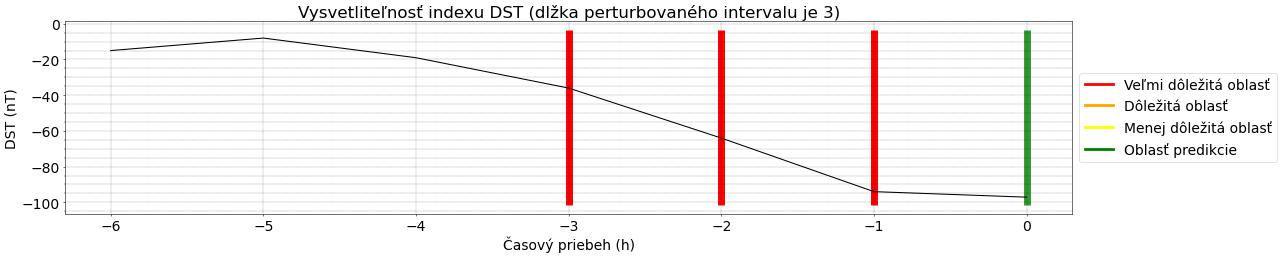 Vysvetliteľnosť indexu DST (dlžka perturbovaného intervalu je 3)
DST (nT)
0
−20
−40
−60
−80
−100
−6 −5 −4 −3 −2 −1 0
Časový priebeh (h)
Veľmi dôležitá oblasť
Dôležitá oblasť
Menej dôležitá oblasť
Oblasť predikcie